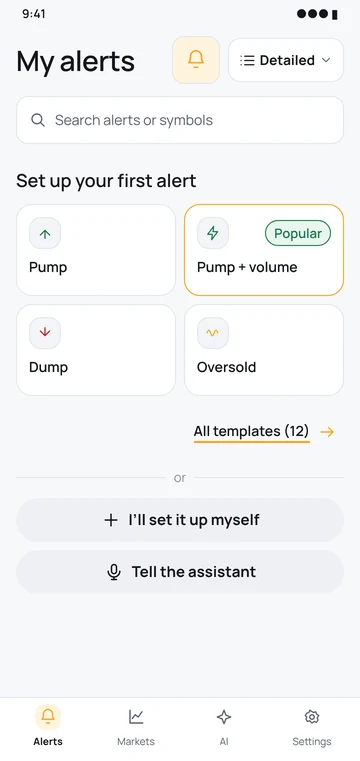 9:41
My alerts
Detailed
Search alerts or symbols
Set up your first alert
Pump
Popular
Pump + volume
Dump
Oversold
All templates (12)
or
I'll set it up myself
Tell the assistant
Alerts
Markets
AI
Settings